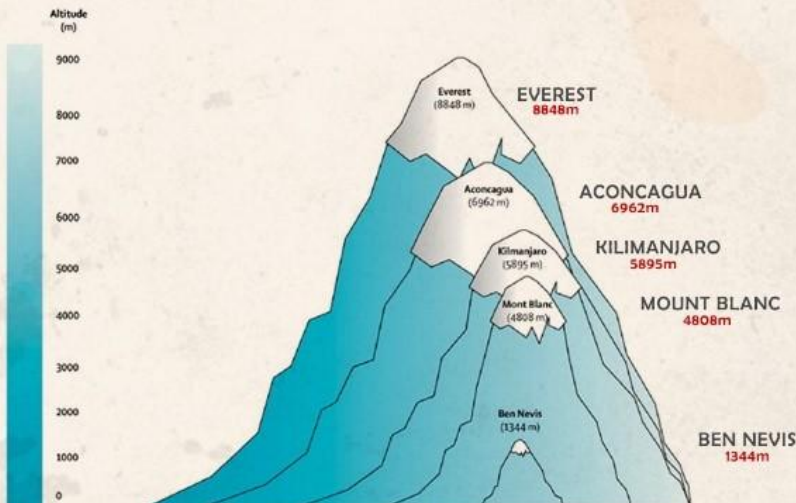 Altitude
(m)
9000
8000
7000
6000
5000
4000
3000
2000
1000
0
Everest
(8848 m)
EVEREST
8848m
Aconcagua
(6962 m)
ACONCAGUA
6962m
Kilmanjaro
(5895 m)
KILIMANJARO
5895m
Mont Blanc
(4808 m)
MOUNT BLANC
4808m
Ben Nevis
(1344 m)
BEN NEVIS
1344m